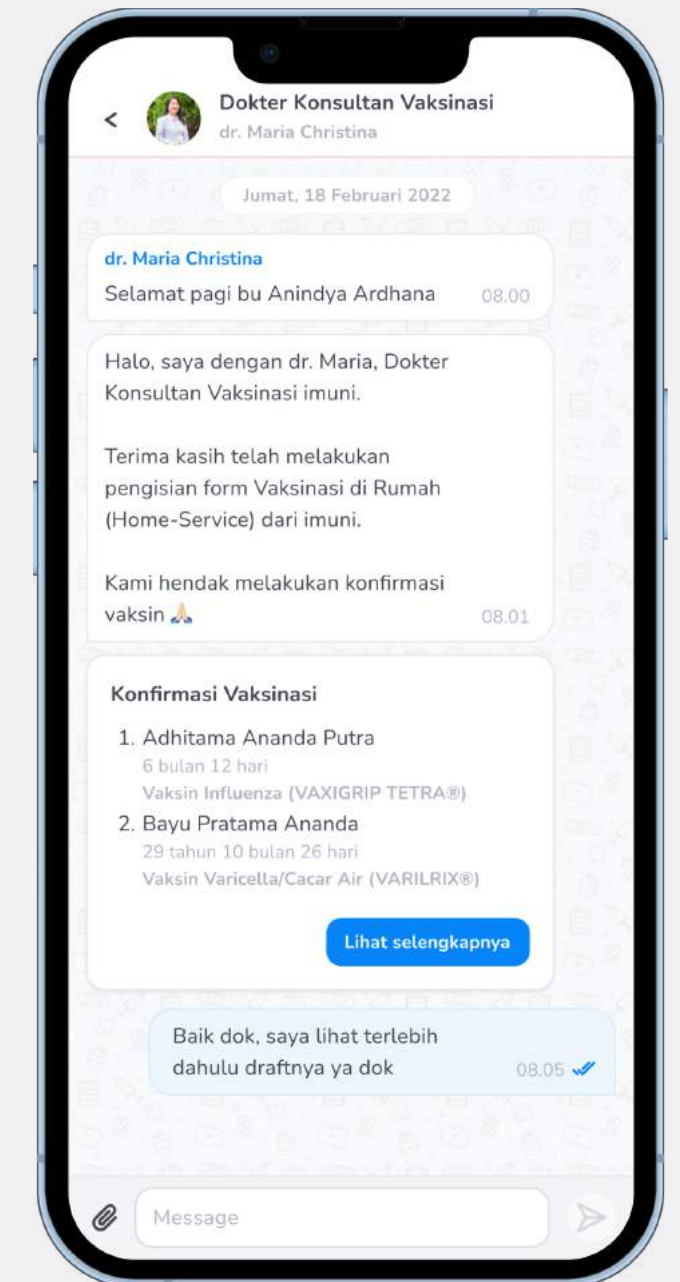 Dokter Konsultan Vaksinasi
dr. Maria Christina
Jumat, 18 Februari 2022
dr. Maria Christina
Selamat pagi bu Anindya Ardhana 08.00
Halo, saya dengan dr. Maria, Dokter
Konsultan Vaksinasi imuni.
Terima kasih telah melakukan
pengisian form Vaksinasi di Rumah
(Home-Service) dari imuni.
Kami hendak melakukan konfirmasi
vaksin 🙏🏻 08.01
Konfirmasi Vaksinasi
1. Adhitama Ananda Putra
6 bulan 12 hari
Vaksin Influenza (VAXIGRIP TETRA®)
2. Bayu Pratama Ananda
29 tahun 10 bulan 26 hari
Vaksin Varicella/Cacar Air (VARILRIX®)
Lihat selengkapnya
Baik dok, saya lihat terlebih
dahulu draftnya ya dok 08.05
Message